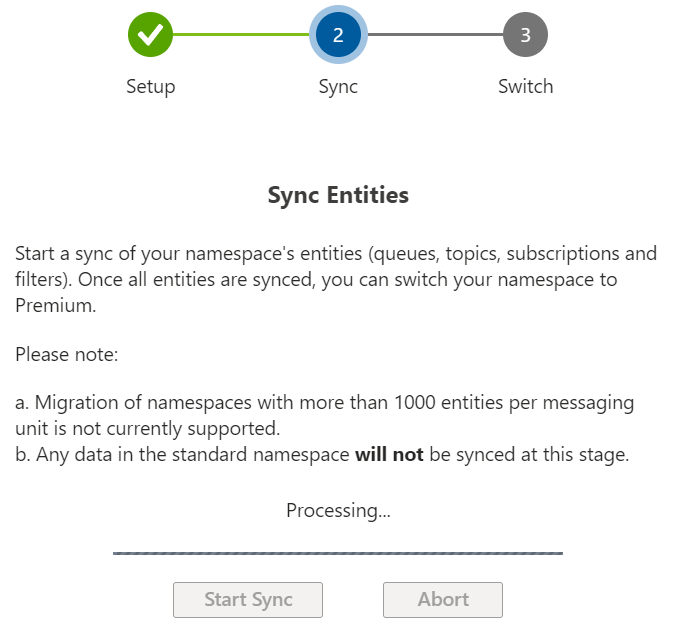 2
3
Setup
Sync
Switch
Sync Entities
Start a sync of your namespace's entities (queues, topics, subscriptions and
filters). Once all entities are synced, you can switch your namespace to
Premium.
Please note:
a. Migration of namespaces with more than 1000 entities per messaging
unit is not currently supported.
b. Any data in the standard namespace will not be synced at this stage.
Processing...
Start Sync
Abort